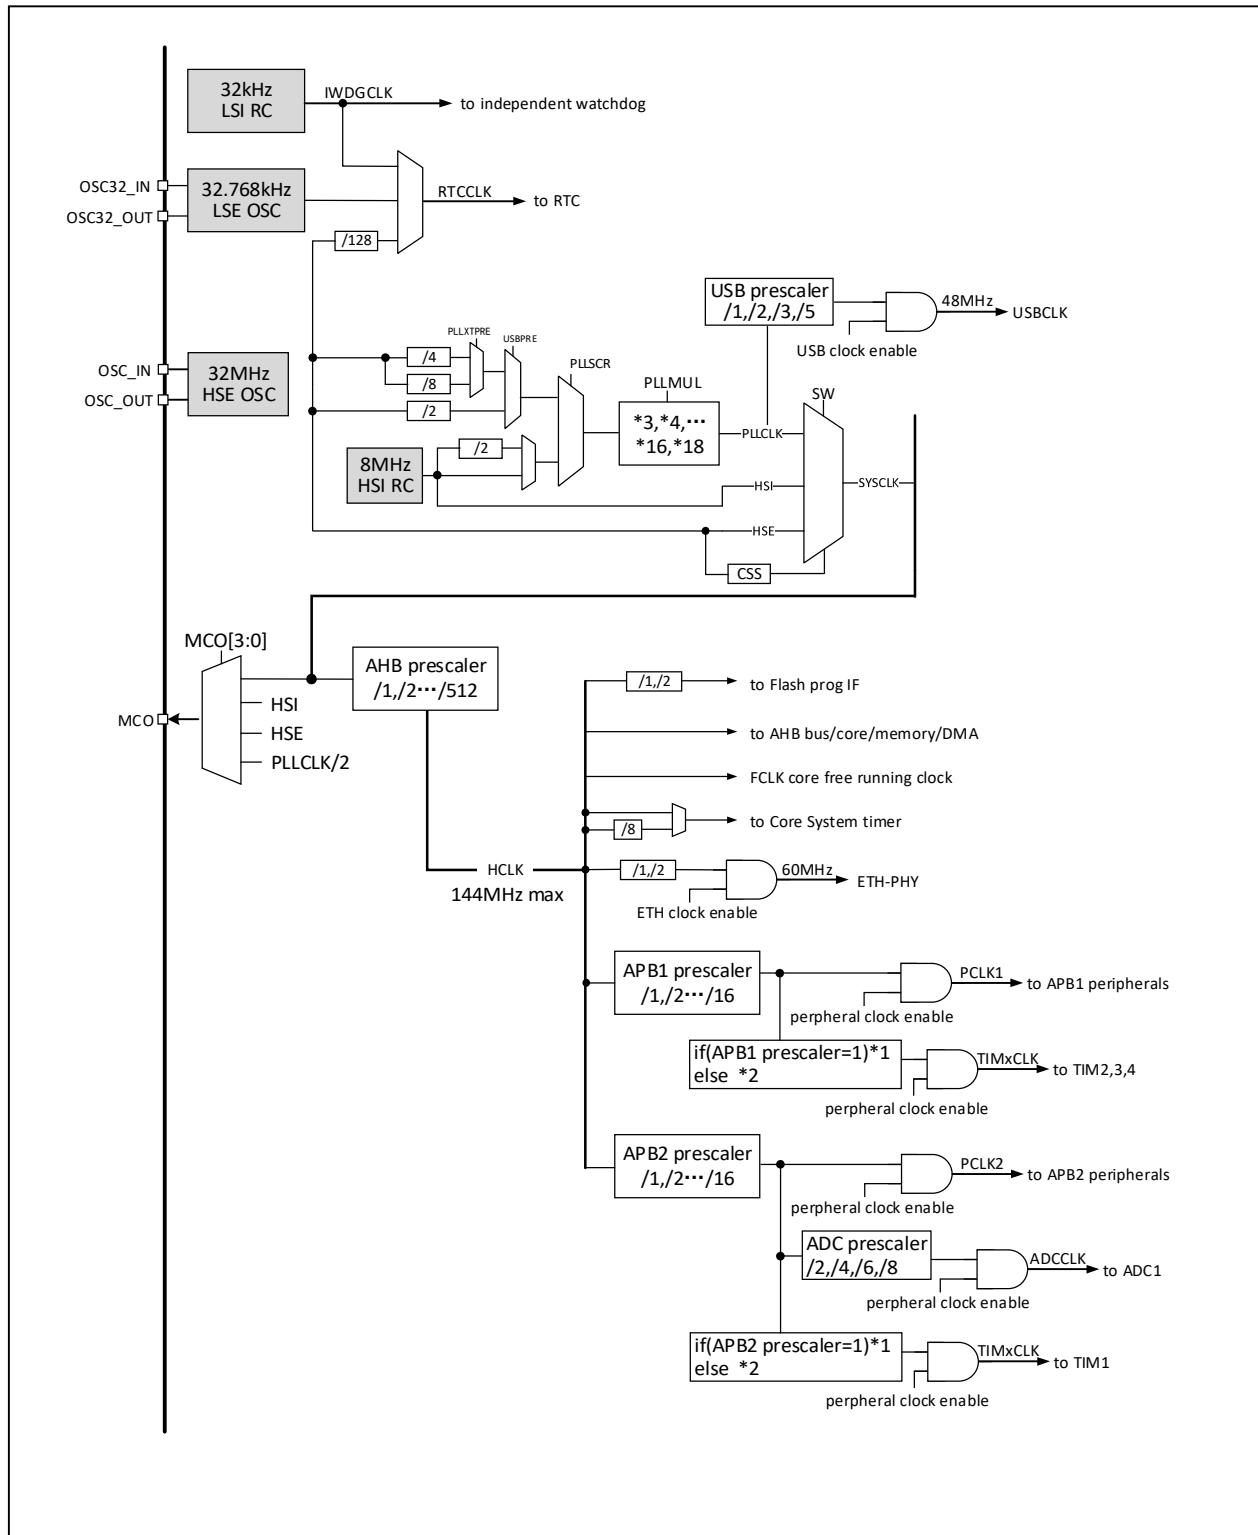 32kHz
LSI RC
IWDGCLK
to independent watchdog
OSC32_IN
OSC32_OUT
32.768kHz
LSE OSC
RTCCLK
to RTC
/128
USB prescaler
/1,/2,/3,/5
48MHz
USBCLK
USB clock enable
PLLXTPRE
USBPRE
PLLSCR
OSC_IN
OSC_OUT
32MHz
HSE OSC
/4
/8
/2
PLLMUL
*3,*4,···
*16,*18
PLLCLK
SW
/2
8MHz
HSI RC
HSI
SYSCLK
HSE
CSS
MCO[3:0]
MCO
HSI
HSE
PLLCLK/2
AHB prescaler
/1,/2···/512
/1,/2
to Flash prog IF
to AHB bus/core/memory/DMA
FCLK core free running clock
/8
to Core System timer
HCLK
144MHz max
/1,/2
60MHz
ETH-PHY
ETH clock enable
APB1 prescaler
/1,/2···/16
PCLK1
to APB1 peripherals
perpheral clock enable
if(APB1 prescaler=1)*1
else *2
TIMxCLK
to TIM2,3,4
perpheral clock enable
APB2 prescaler
/1,/2···/16
PCLK2
to APB2 peripherals
perpheral clock enable
ADC prescaler
/2,/4,/6,/8
ADCCLK
to ADC1
perpheral clock enable
if(APB2 prescaler=1)*1
else *2
TIMxCLK
to TIM1
perpheral clock enable